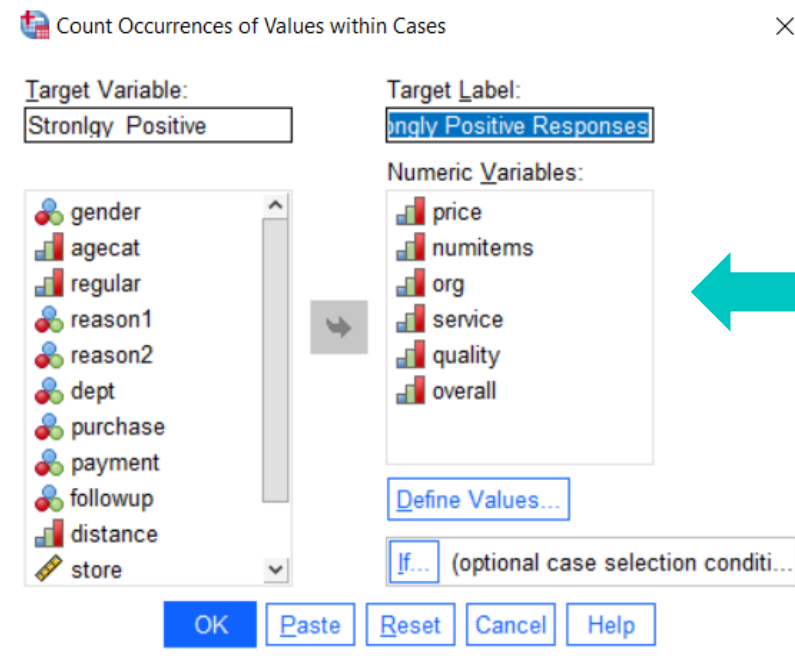 Count Occurrences of Values within Cases
Target Variable:
Target Label:
Stronlgy_Positive
ongly Positive Responses
Numeric Variables:
gender
agecat
regular
reason1
reason2
dept
purchase
payment
followup
distance
store
price
numitems
org
service
quality
overall
Define Values...
If... (optional case selection conditi...
OK
Paste
Reset
Cancel
Help